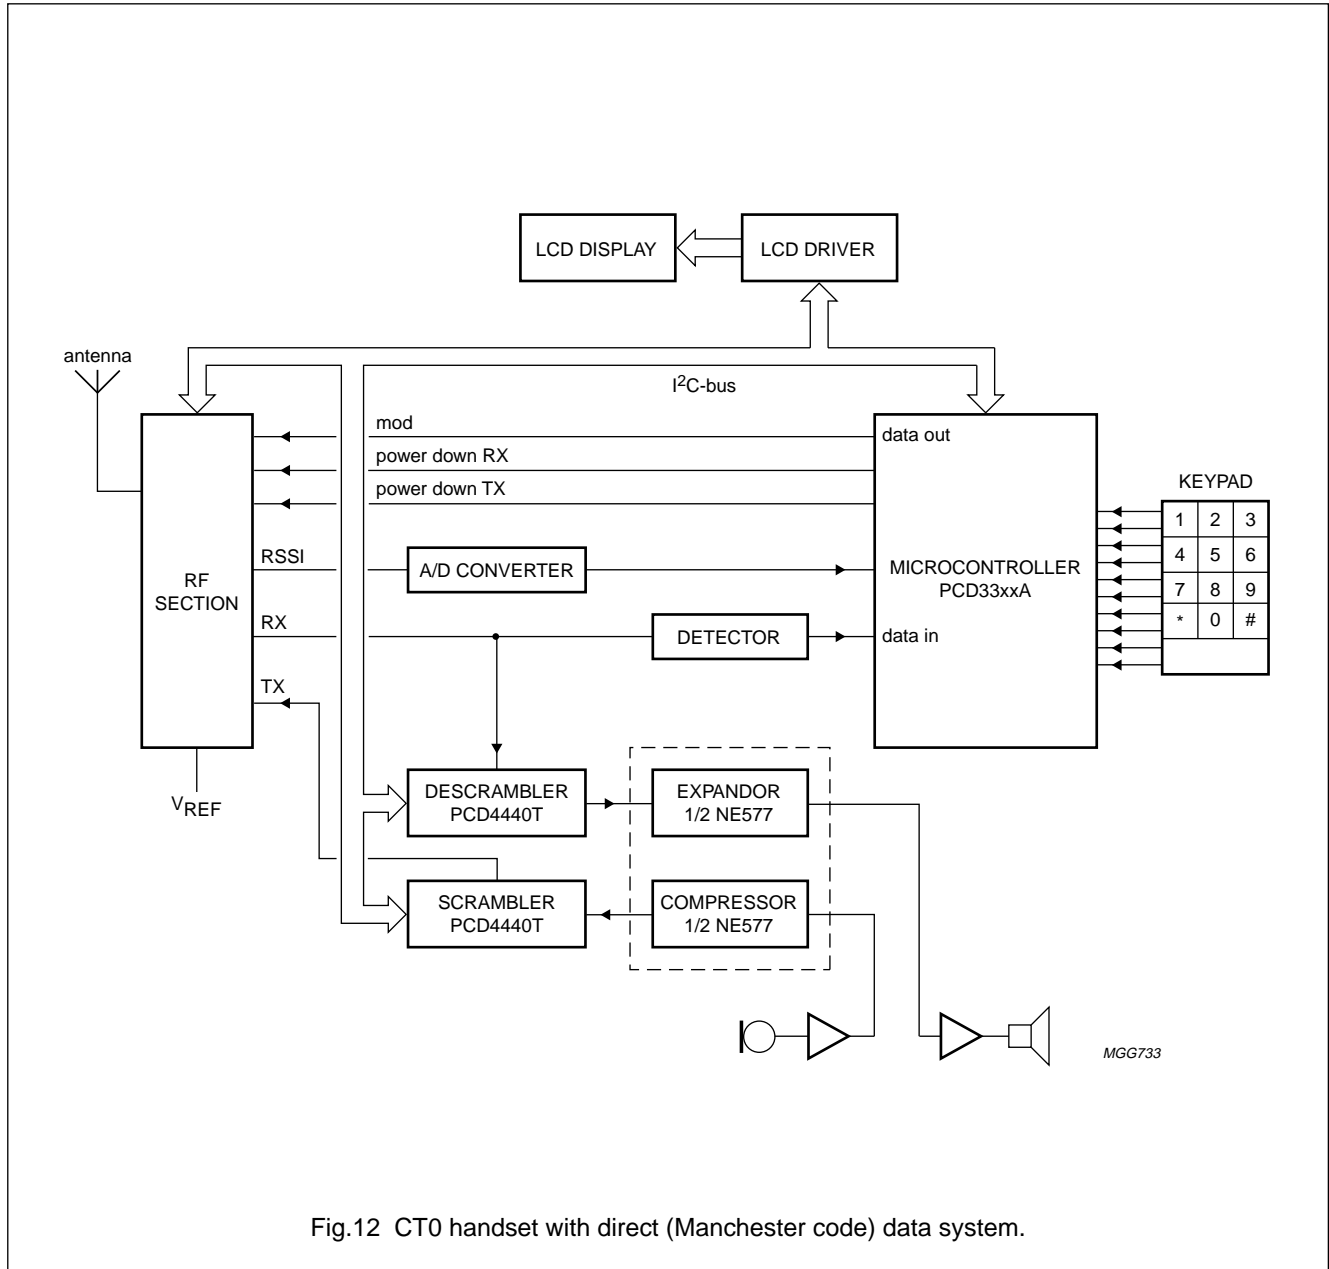 LCD DISPLAY
LCD DRIVER
antenna
I²C-bus
mod
data out
power down RX
power down TX
KEYPAD
1 2 3
4 5 6
7 8 9
* 0 #
RSSI
A/D CONVERTER
MICROCONTROLLER
PCD33xxA
RF
SECTION
RX
DETECTOR
data in
TX
VREF
DESCRAMBLER
PCD4440T
EXPANDOR
1/2 NE577
SCRAMBLER
PCD4440T
COMPRESSOR
1/2 NE577
MGG733
Fig.12 CT0 handset with direct (Manchester code) data system.